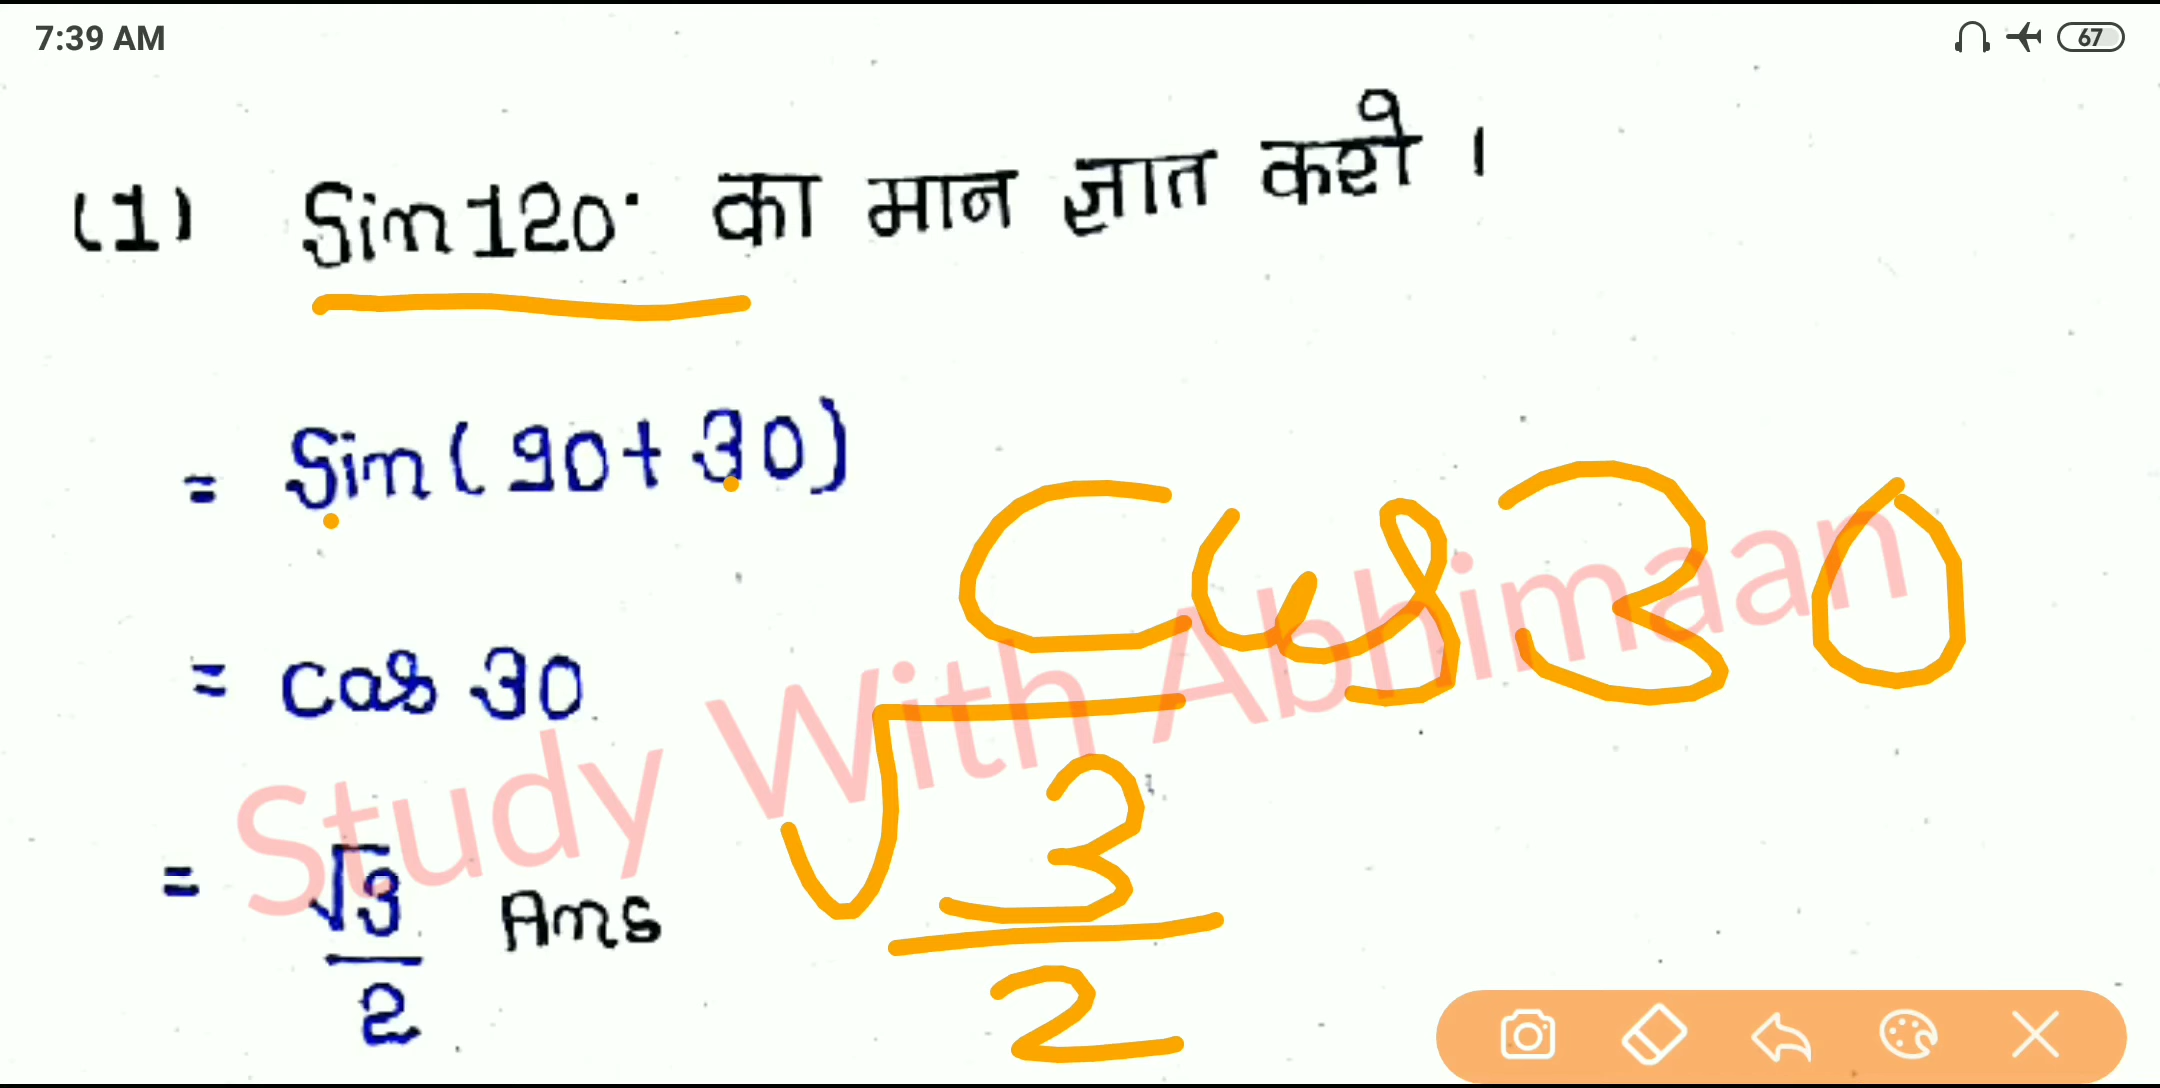 7:39 AM 67
(1) Sin 120° का मान ज्ञात करो ।
= Sin ( 90 + 30 )
Cos 30
= cos 30
Study With Abhimaan
= √3/2 Ans
√3/2